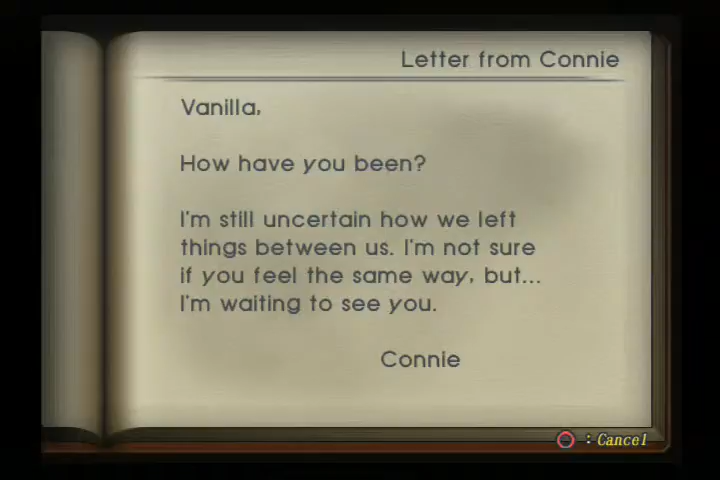 Letter from Connie
Vanilla,
How have you been?
I'm still uncertain how we left
things between us. I'm not sure
if you feel the same way, but...
I'm waiting to see you.
Connie
: Cancel